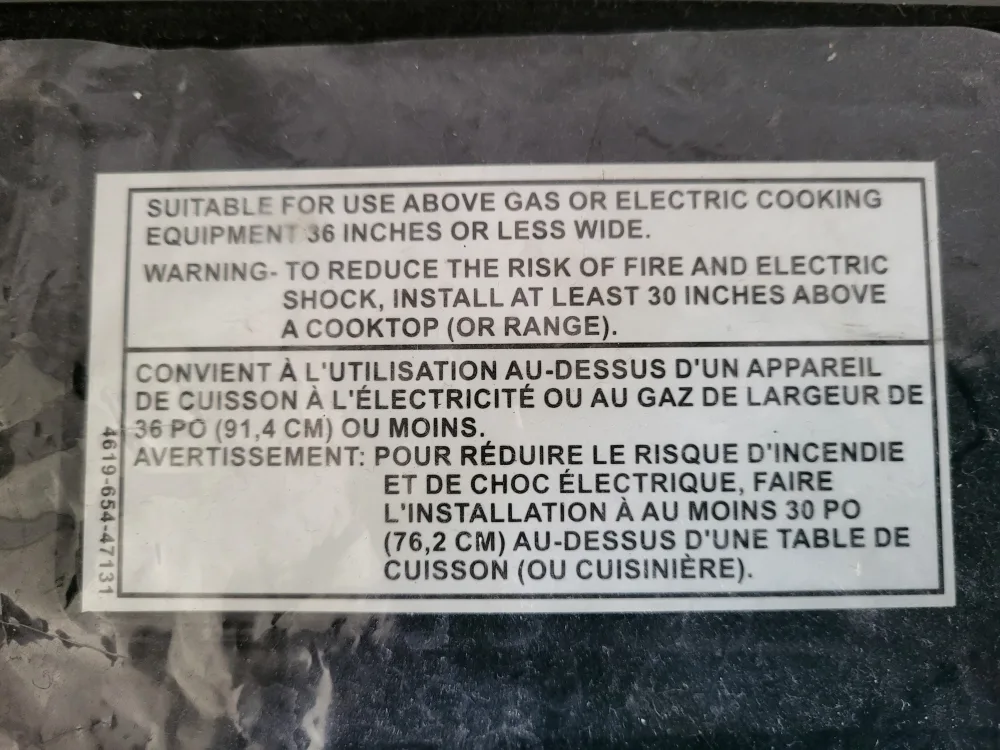 SUITABLE FOR USE ABOVE GAS OR ELECTRIC COOKING
EQUIPMENT 36 INCHES OR LESS WIDE.
WARNING- TO REDUCE THE RISK OF FIRE AND ELECTRIC
SHOCK, INSTALL AT LEAST 30 INCHES ABOVE
A COOKTOP (OR RANGE).
CONVIENT À L'UTILISATION AU-DESSUS D'UN APPAREIL
DE CUISSON À L'ÉLECTRICITÉ OU AU GAZ DE LARGEUR DE
36 PO (91,4 CM) OU MOINS.
AVERTISSEMENT: POUR RÉDUIRE LE RISQUE D'INCENDIE
ET DE CHOC ÉLECTRIQUE, FAIRE
L'INSTALLATION À AU MOINS 30 PO
(76,2 CM) AU-DESSUS D'UNE TABLE DE
CUISSON (OU CUISINIÈRE).
4619-654-47131